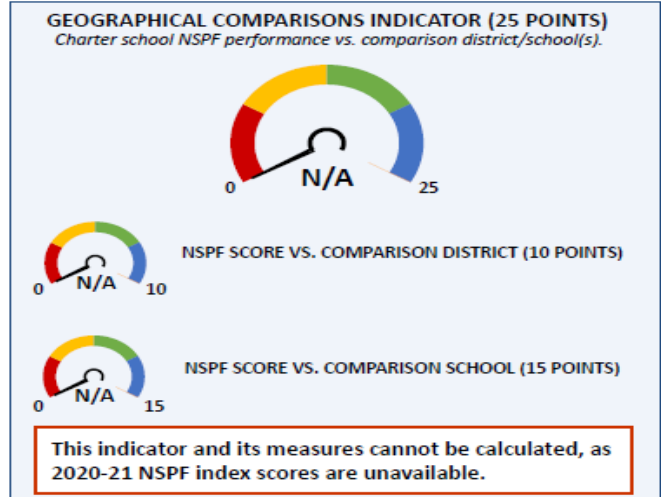 GEOGRAPHICAL COMPARISONS INDICATOR (25 POINTS)
Charter school NSPF performance vs. comparison district/school(s).
0
N/A
25
NSPF SCORE VS. COMPARISON DISTRICT (10 POINTS)
0
N/A
10
NSPF SCORE VS. COMPARISON SCHOOL (15 POINTS)
0
N/A
15
This indicator and its measures cannot be calculated, as
2020-21 NSPF index scores are unavailable.